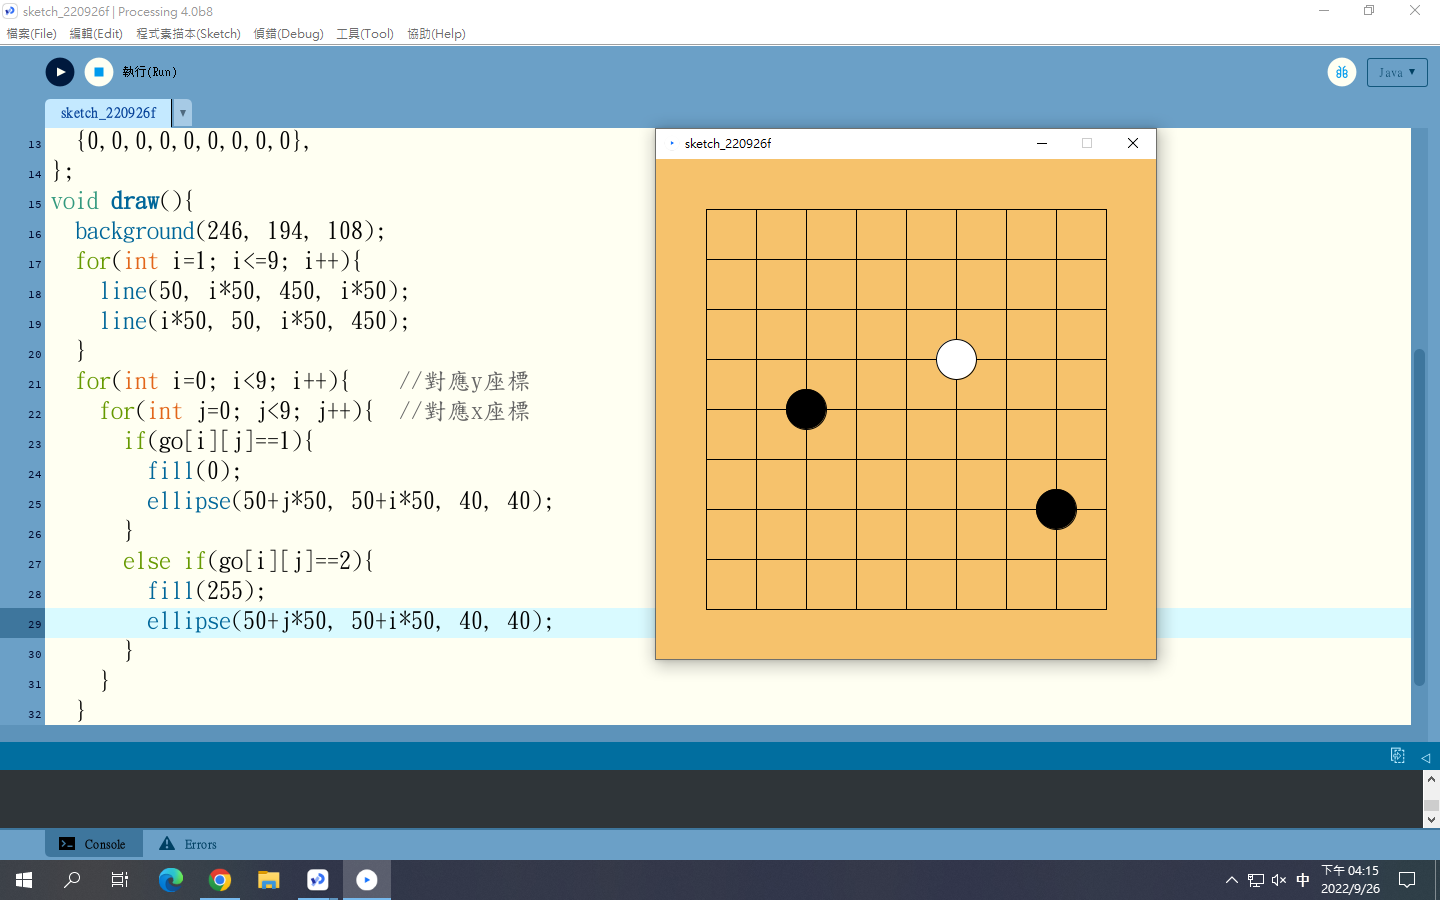 sketch_220926f | Processing 4.0b8
檔案(File) 編輯(Edit) 程式素描本(Sketch) 偵錯(Debug) 工具(Tool) 協助(Help)
執行(Run)
Java ▼
sketch_220926f ▼
13 {0,0,0,0,0,0,0,0,0},
14 };
15 void draw(){
16 background(246, 194, 108);
17 for(int i=1; i<=9; i++){
18 line(50, i*50, 450, i*50);
19 line(i*50, 50, i*50, 450);
20 }
21 for(int i=0; i<9; i++){ //對應y座標
22 for(int j=0; j<9; j++){ //對應x座標
23 if(go[i][j]==1){
24 fill(0);
25 ellipse(50+j*50, 50+i*50, 40, 40);
26 }
27 else if(go[i][j]==2){
28 fill(255);
29 ellipse(50+j*50, 50+i*50, 40, 40);
30 }
31 }
32 }
sketch_220926f
Console Errors
中
下午 04:15
2022/9/26